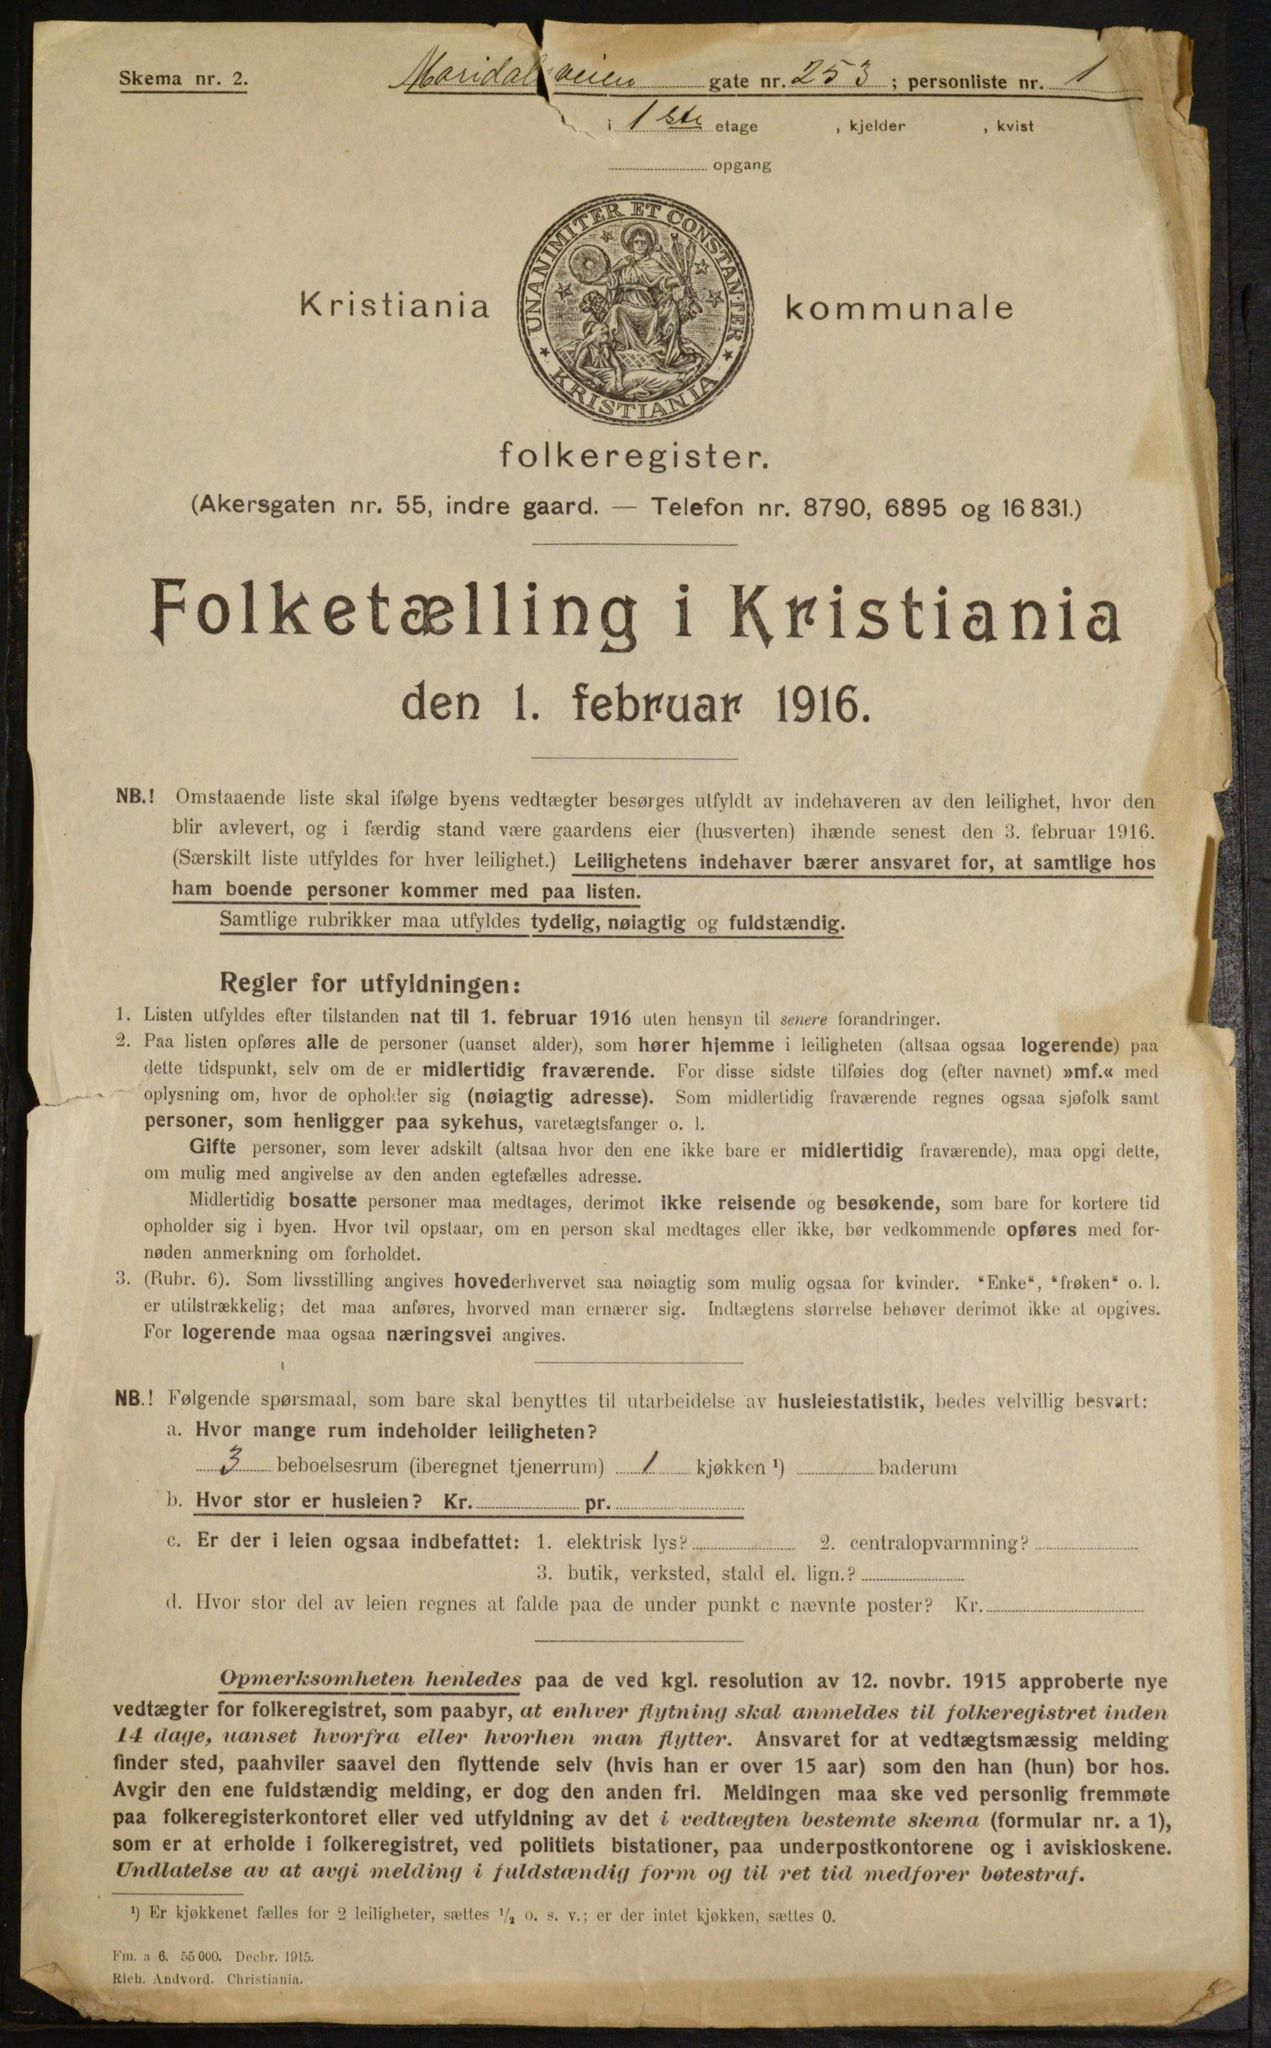 Skema nr. 2. Maridalsveien gate nr. 253; personliste nr. 1
i 1ste etage , kjelder , kvist
opgang
UNANIMITER ET CONSTANTER
KRISTIANIA
Kristiania kommunale
folkeregister.
(Akersgaten nr. 55, indre gaard. — Telefon nr. 8790, 6895 og 16 831.)
Folketælling i Kristiania
den 1. februar 1916.
NB.! Omstaaende liste skal ifølge byens vedtægter besørges utfyldt av indehaveren av den leilighet, hvor den
blir avlevert, og i færdig stand være gaardens eier (husverten) ihænde senest den 3. februar 1916.
(Særskilt liste utfyldes for hver leilighet.) Leilighetens indehaver bærer ansvaret for, at samtlige hos
ham boende personer kommer med paa listen.
Samtlige rubrikker maa utfyldes tydelig, nøiagtig og fuldstændig.
Regler for utfyldningen:
1. Listen utfyldes efter tilstanden nat til 1. februar 1916 uten hensyn til senere forandringer.
2. Paa listen opføres alle de personer (uanset alder), som hører hjemme i leiligheten (altsaa ogsaa logerende) paa
dette tidspunkt, selv om de er midlertidig fraværende. For disse sidste tilføies dog (efter navnet) »mf.« med
oplysning om, hvor de opholder sig (nøiagtig adresse). Som midlertidig fraværende regnes ogsaa sjøfolk samt
personer, som henligger paa sykehus, varetægtsfanger o. l.
Gifte personer, som lever adskilt (altsaa hvor den ene ikke bare er midlertidig fraværende), maa opgi dette,
om mulig med angivelse av den anden egtefælles adresse.
Midlertidig bosatte personer maa medtages, derimot ikke reisende og besøkende, som bare for kortere tid
opholder sig i byen. Hvor tvil opstaar, om en person skal medtages eller ikke, bør vedkommende opføres med for-
nøden anmerkning om forholdet.
3. (Rubr. 6). Som livsstilling angives hovederhvervet saa nøiagtig som mulig ogsaa for kvinder. "Enke“, "frøken“ o. l.
er utilstrækkelig; det maa anføres, hvorved man ernærer sig. Indtægtens størrelse behøver derimot ikke at opgives.
For logerende maa ogsaa næringsvei angives.
NB.! Følgende spørsmaal, som bare skal benyttes til utarbeidelse av husleiestatistik, bedes velvillig besvart:
a. Hvor mange rum indeholder leiligheten?
3 beboelsesrum (iberegnet tjenerrum) 1 kjøkken ¹) baderum
b. Hvor stor er husleien? Kr. pr.
c. Er der i leien ogsaa indbefattet: 1. elektrisk lys? 2. centralopvarmning?
3. butik, verksted, stald el. lign.?
d. Hvor stor del av leien regnes at falde paa de under punkt c nævnte poster? Kr.
Opmerksomheten henledes paa de ved kgl. resolution av 12. novbr. 1915 approberte nye
vedtægter for folkeregistret, som paabyr, at enhver flytning skal anmeldes til folkeregistret inden
14 dage, uanset hvorfra eller hvorhen man flytter. Ansvaret for at vedtægtsmæssig melding
finder sted, paahviler saavel den flyttende selv (hvis han er over 15 aar) som den han (hun) bor hos.
Avgir den ene fuldstændig melding, er dog den anden fri. Meldingen maa ske ved personlig fremmøte
paa folkeregisterkontoret eller ved utfyldning av det i vedtægten bestemte skema (formular nr. a 1),
som er at erholde i folkeregistret, ved politiets bistationer, paa underpostkontorene og i aviskioskene.
Undlatelse av at avgi melding i fuldstændig form og til ret tid medfører bøtestraf.
¹) Er kjøkkenet fælles for 2 leiligheter, sættes ½ o. s. v.; er der intet kjøkken, sættes 0.
Fm. a 6. 55 000. Decbr. 1915.
Rich. Andvord. Christiania.